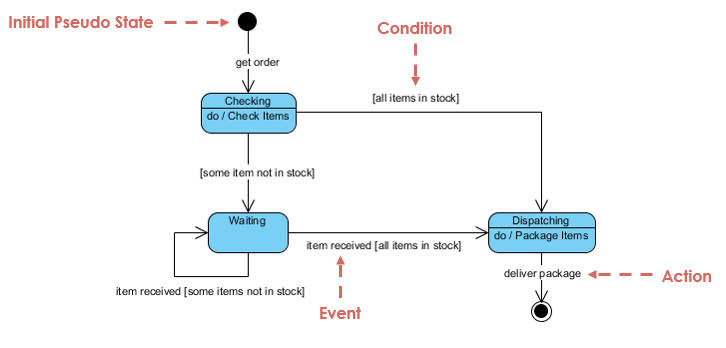 Initial Pseudo State
Condition
get order
Checking
[all items in stock]
do / Check Items
[some item not in stock]
Waiting
Dispatching
do / Package Items
item received [all items in stock]
deliver package
Action
item received [some items not in stock]
Event